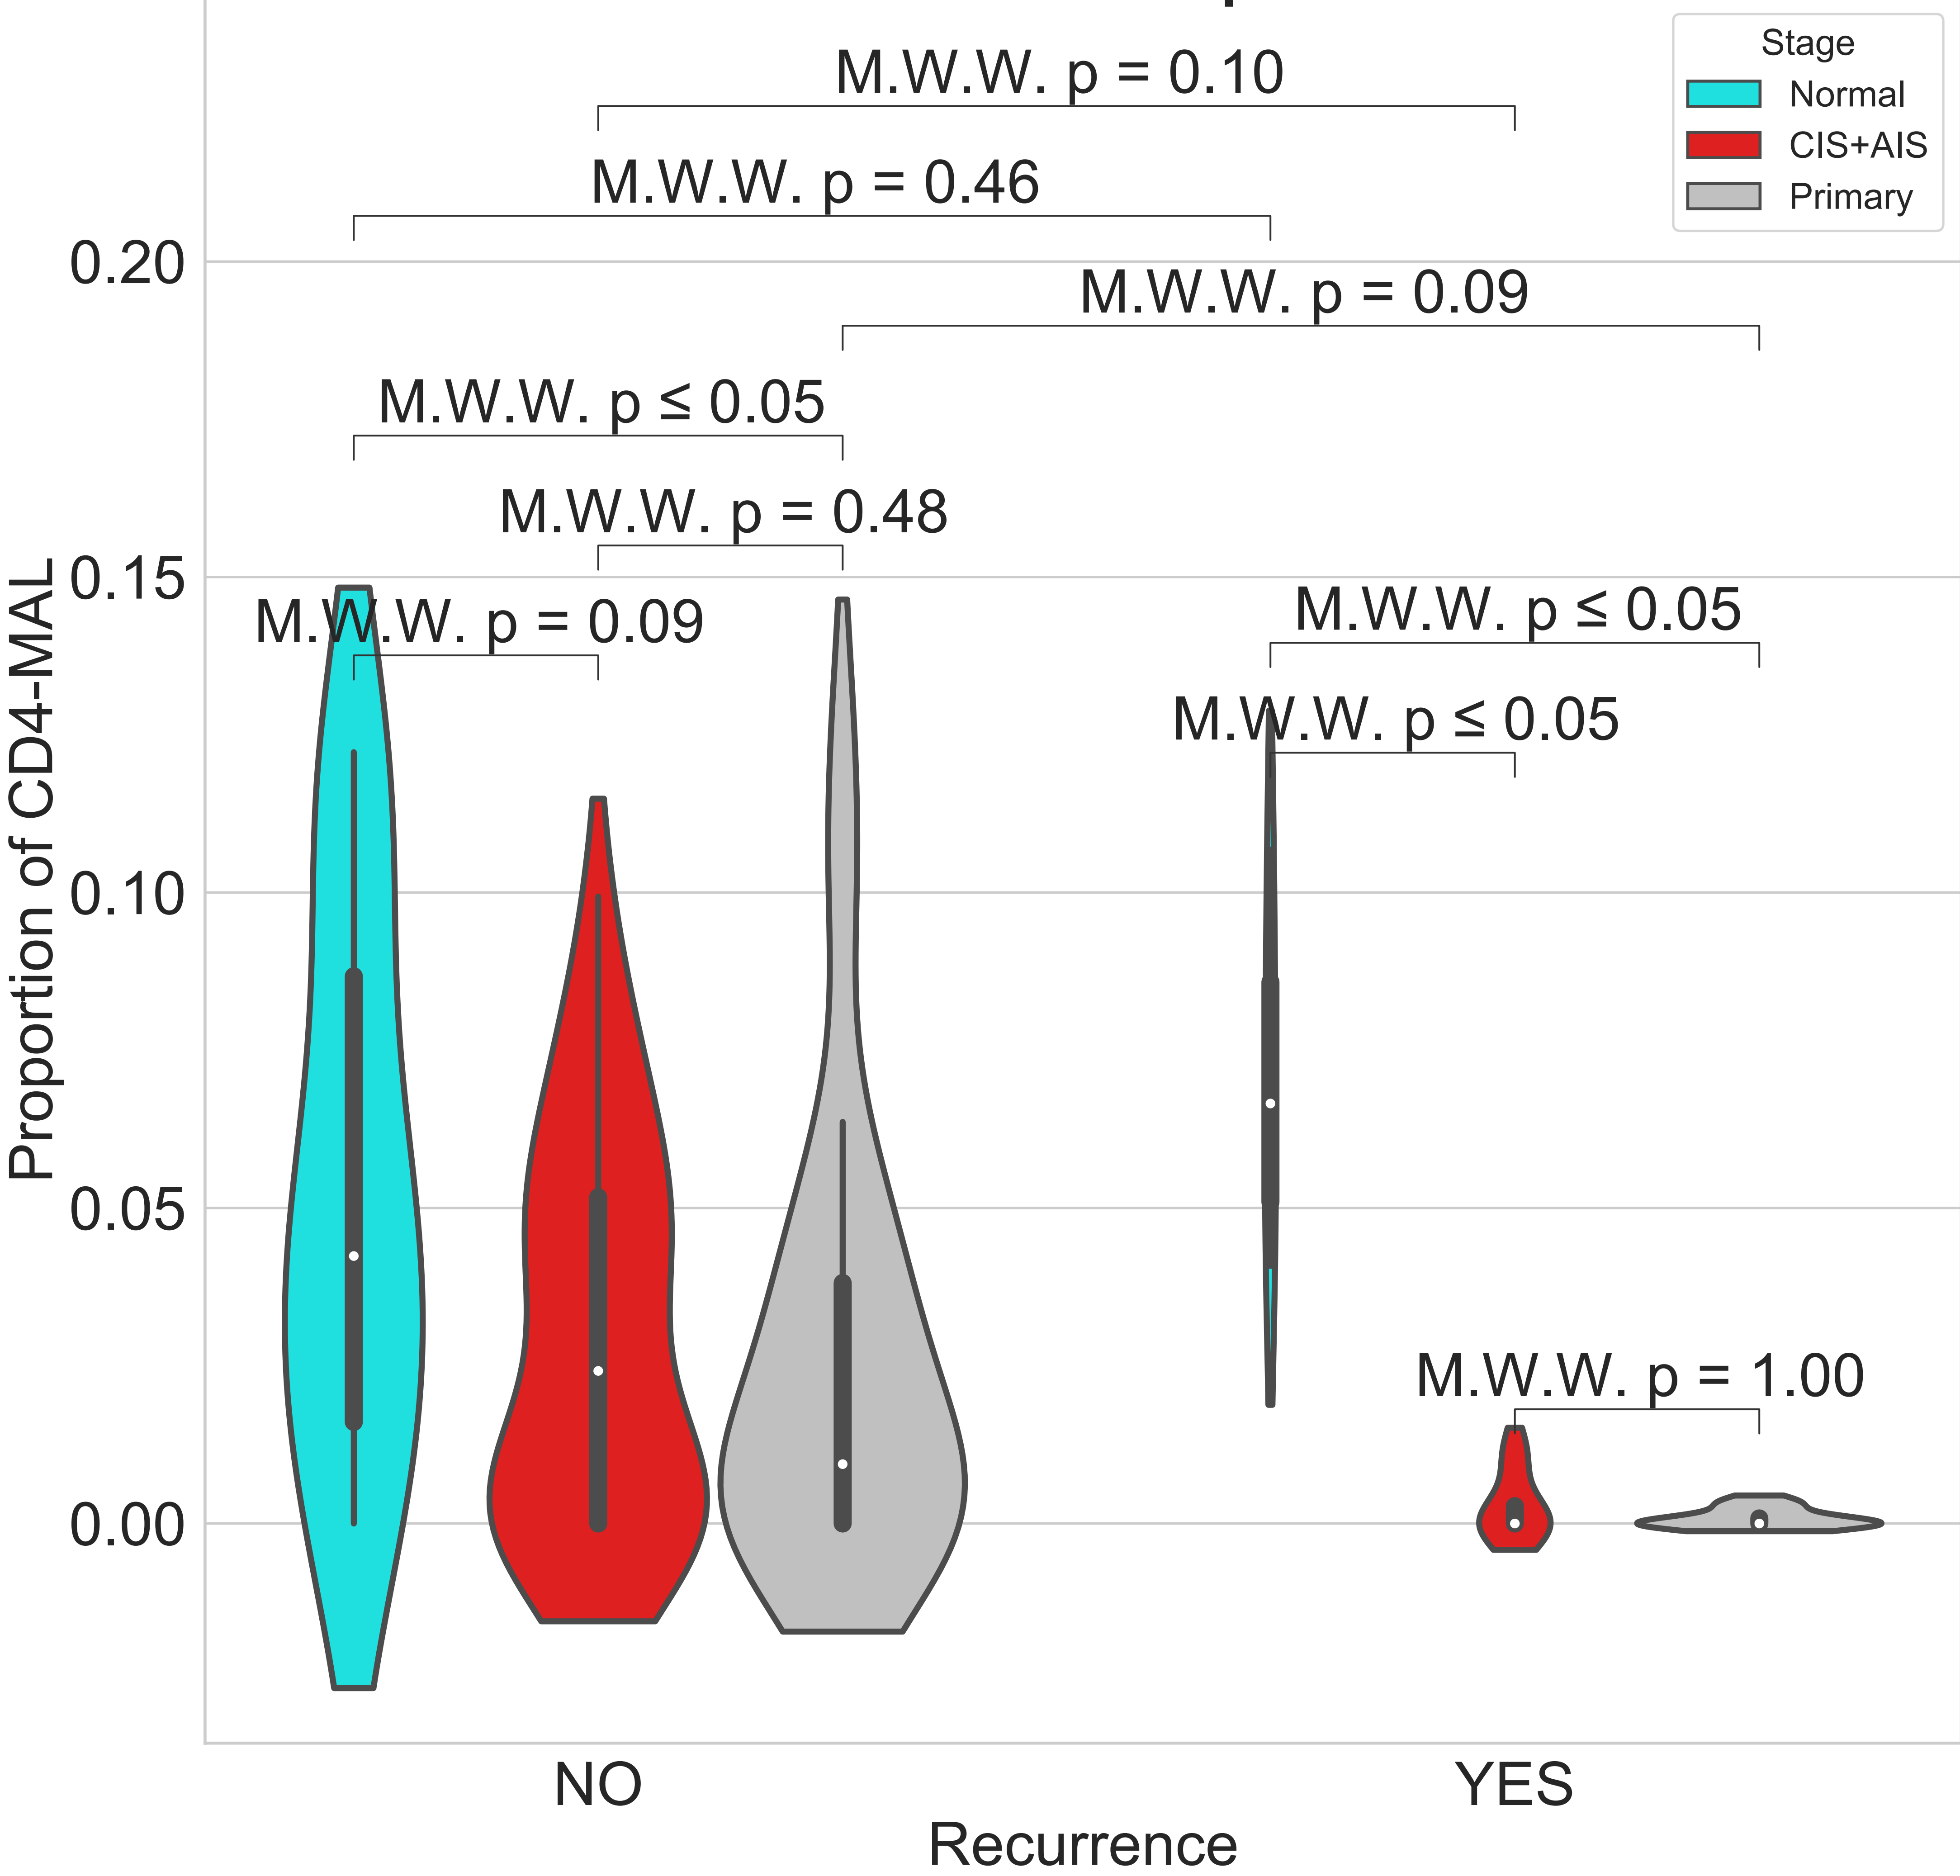 Stage
Normal
CIS+AIS
Primary
M.W.W. p = 0.10
M.W.W. p = 0.46
M.W.W. p = 0.09
M.W.W. p ≤ 0.05
M.W.W. p = 0.48
M.W.W. p = 0.09
M.W.W. p ≤ 0.05
M.W.W. p ≤ 0.05
M.W.W. p = 1.00
Proportion of CD4-MAL
0.20
0.15
0.10
0.05
0.00
NO
YES
Recurrence